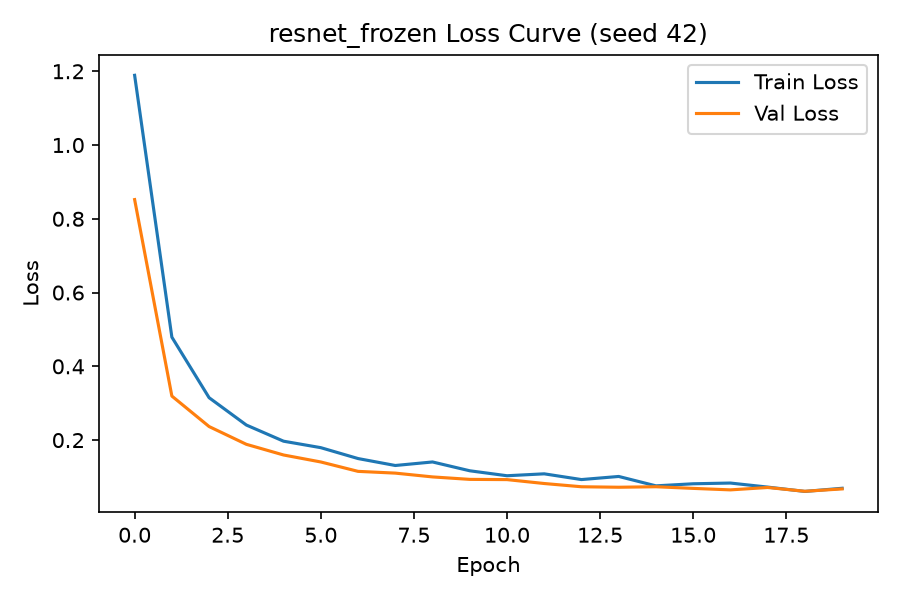 resnet_frozen Loss Curve (seed 42)
Train Loss
Val Loss
Loss
1.2
1.0
0.8
0.6
0.4
0.2
0.0 2.5 5.0 7.5 10.0 12.5 15.0 17.5
Epoch